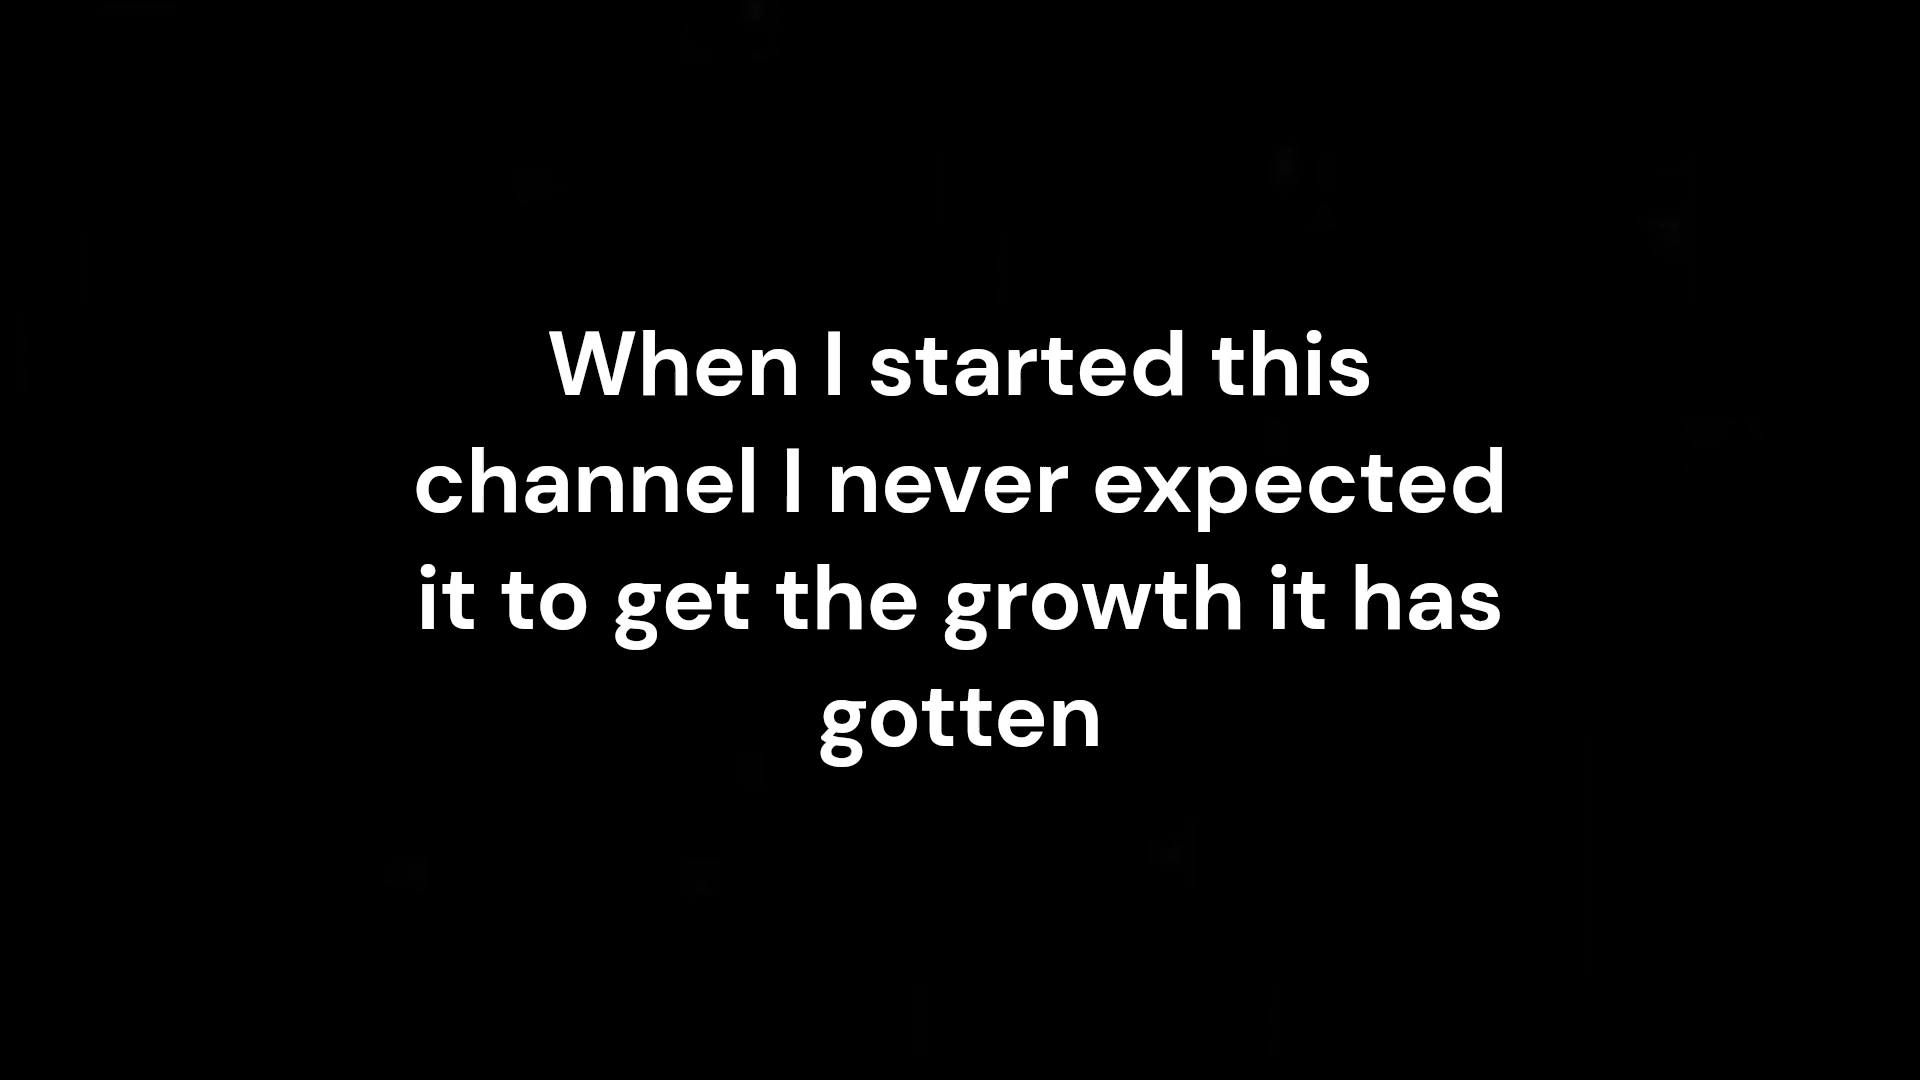 When I started this
channel I never expected
it to get the growth it has
gotten